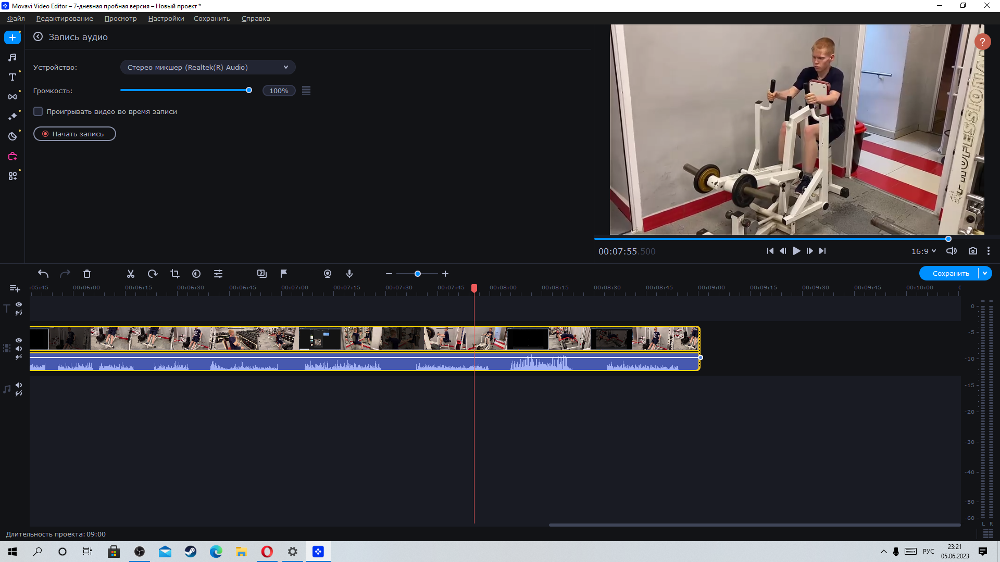 Movavi Video Editor – 7-дневная пробная версия – Новый проект *
Файл Редактирование Просмотр Настройки Сохранить Справка
Запись аудио
Устройство: Стерео микшер (Realtek(R) Audio)
Громкость: 100%
Проигрывать видео во время записи
Начать запись
?
PROFESSIONAL
00:07:55.500
16:9
Сохранить
:05:45 00:06:00 00:06:15 00:06:30 00:06:45 00:07:00 00:07:15 00:07:30 00:07:45 00:08:00 00:08:15 00:08:30 00:08:45 00:09:00 00:09:15 00:09:30 00:09:45 00:10:00
0
-5
-10
-15
-20
-30
-40
-50
-60
L R
Длительность проекта: 09:00
РУС
23:21
05.06.2023